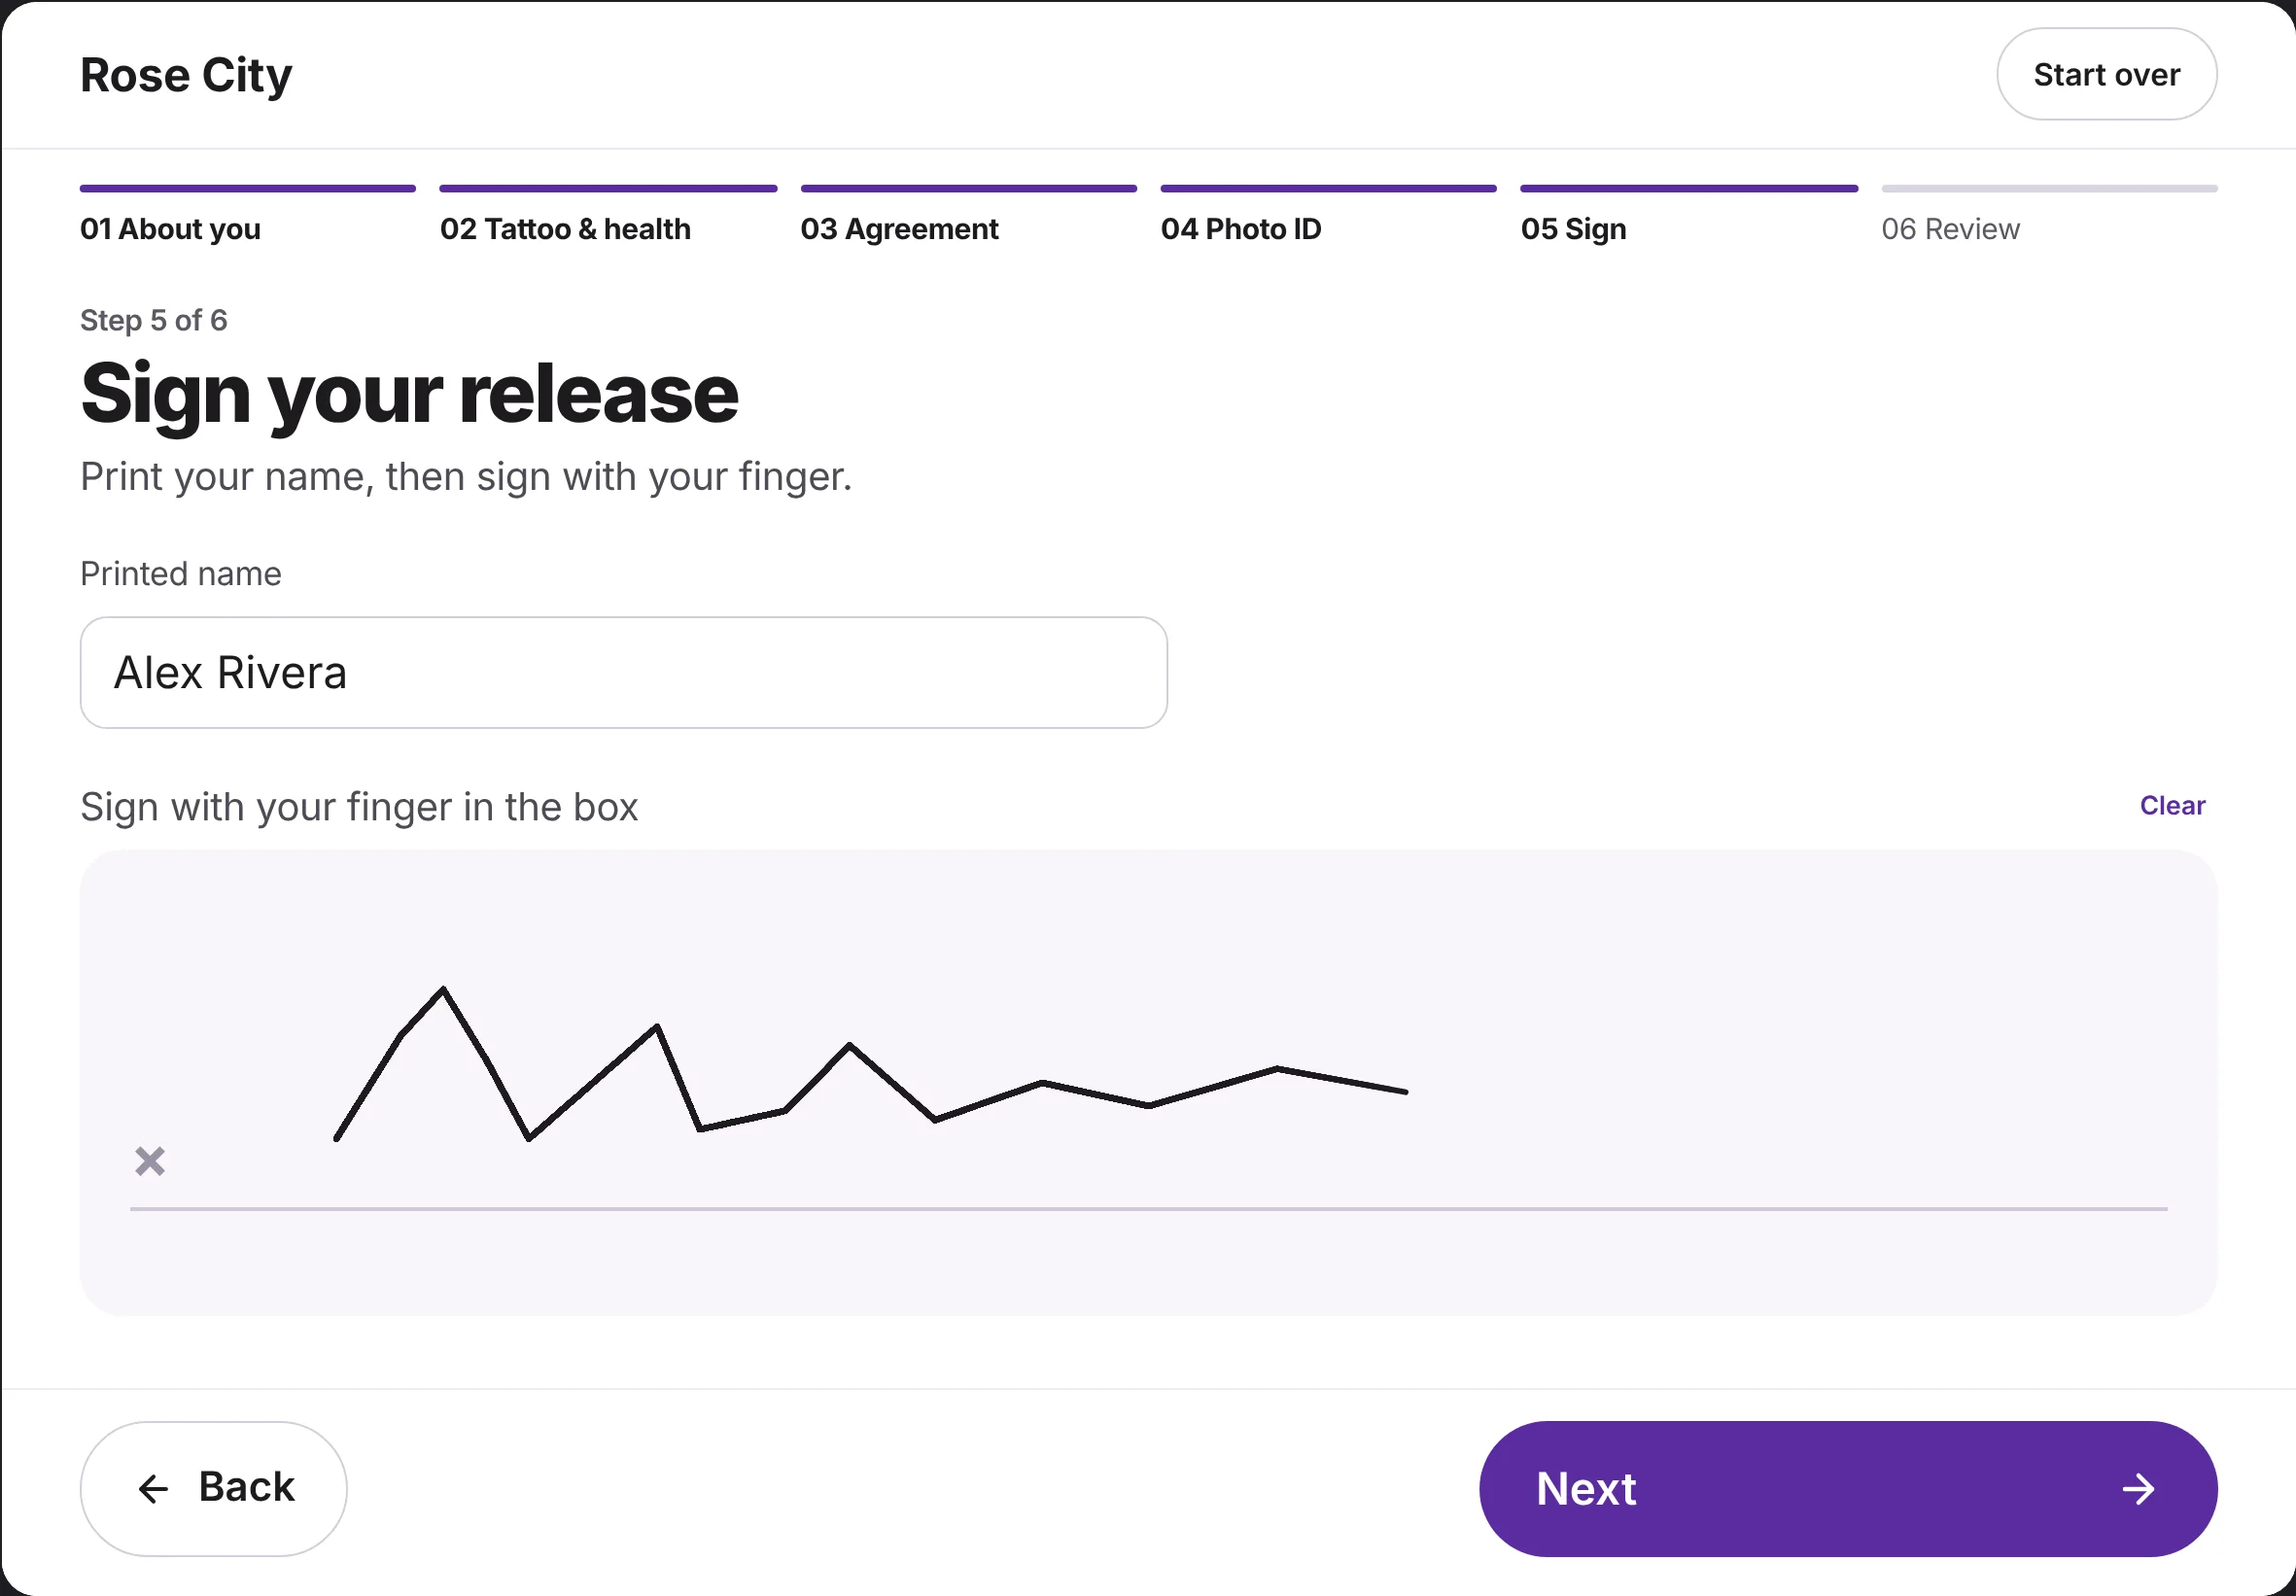 Rose City
Start over
01 About you
02 Tattoo & health
03 Agreement
04 Photo ID
05 Sign
06 Review
Step 5 of 6
Sign your release
Print your name, then sign with your finger.
Printed name
Alex Rivera
Sign with your finger in the box
Clear
Back
Next